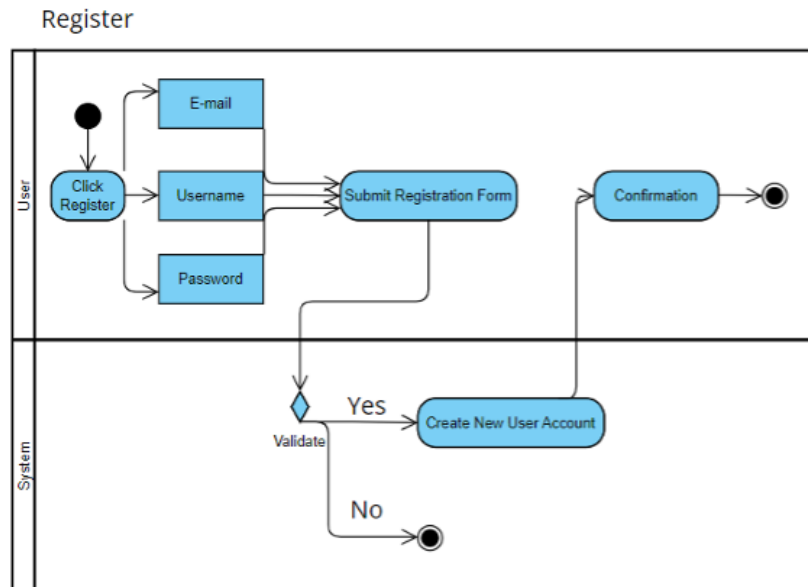 Register
User
E-mail
Click
Register
Username
Password
Submit Registration Form
Confirmation
System
Validate
Yes
Create New User Account
No